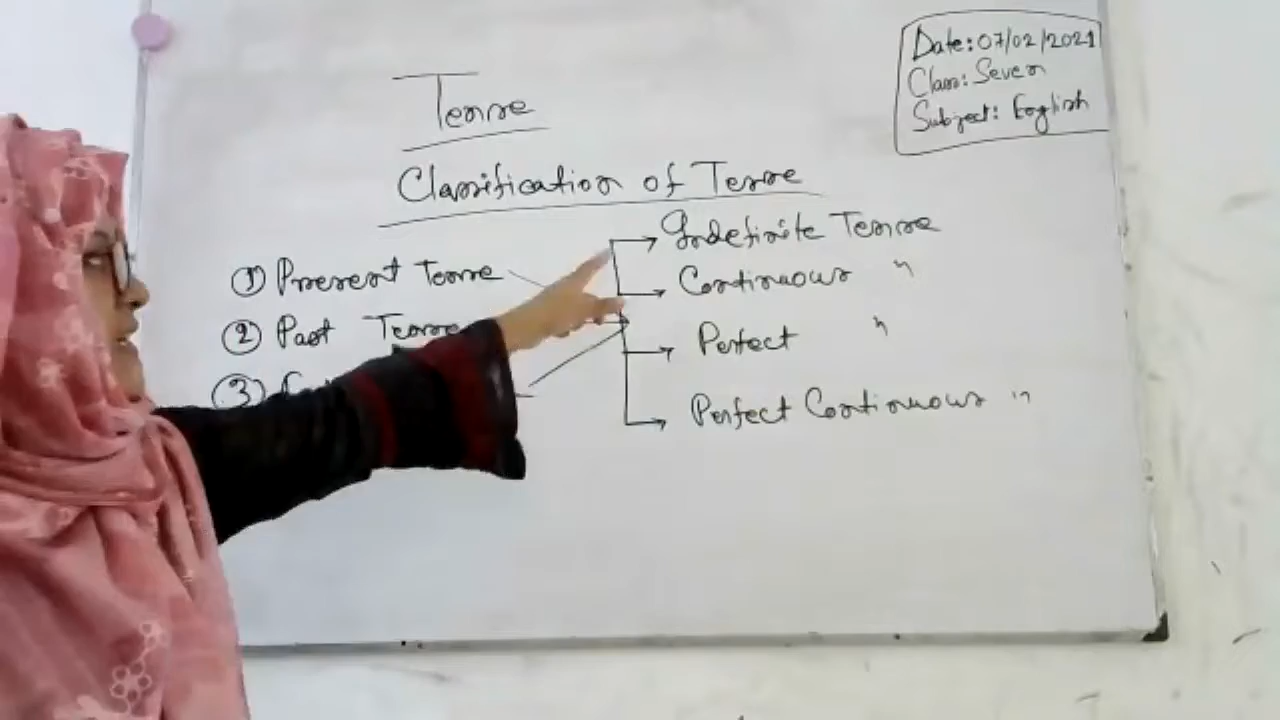 Date: 07/02/2021
Class: Seven
Subject: English
Tense
Classification of Tense
① Present Tense
② Past Tense
③
Indefinite Tense
Continuous "
Perfect "
Perfect Continuous "